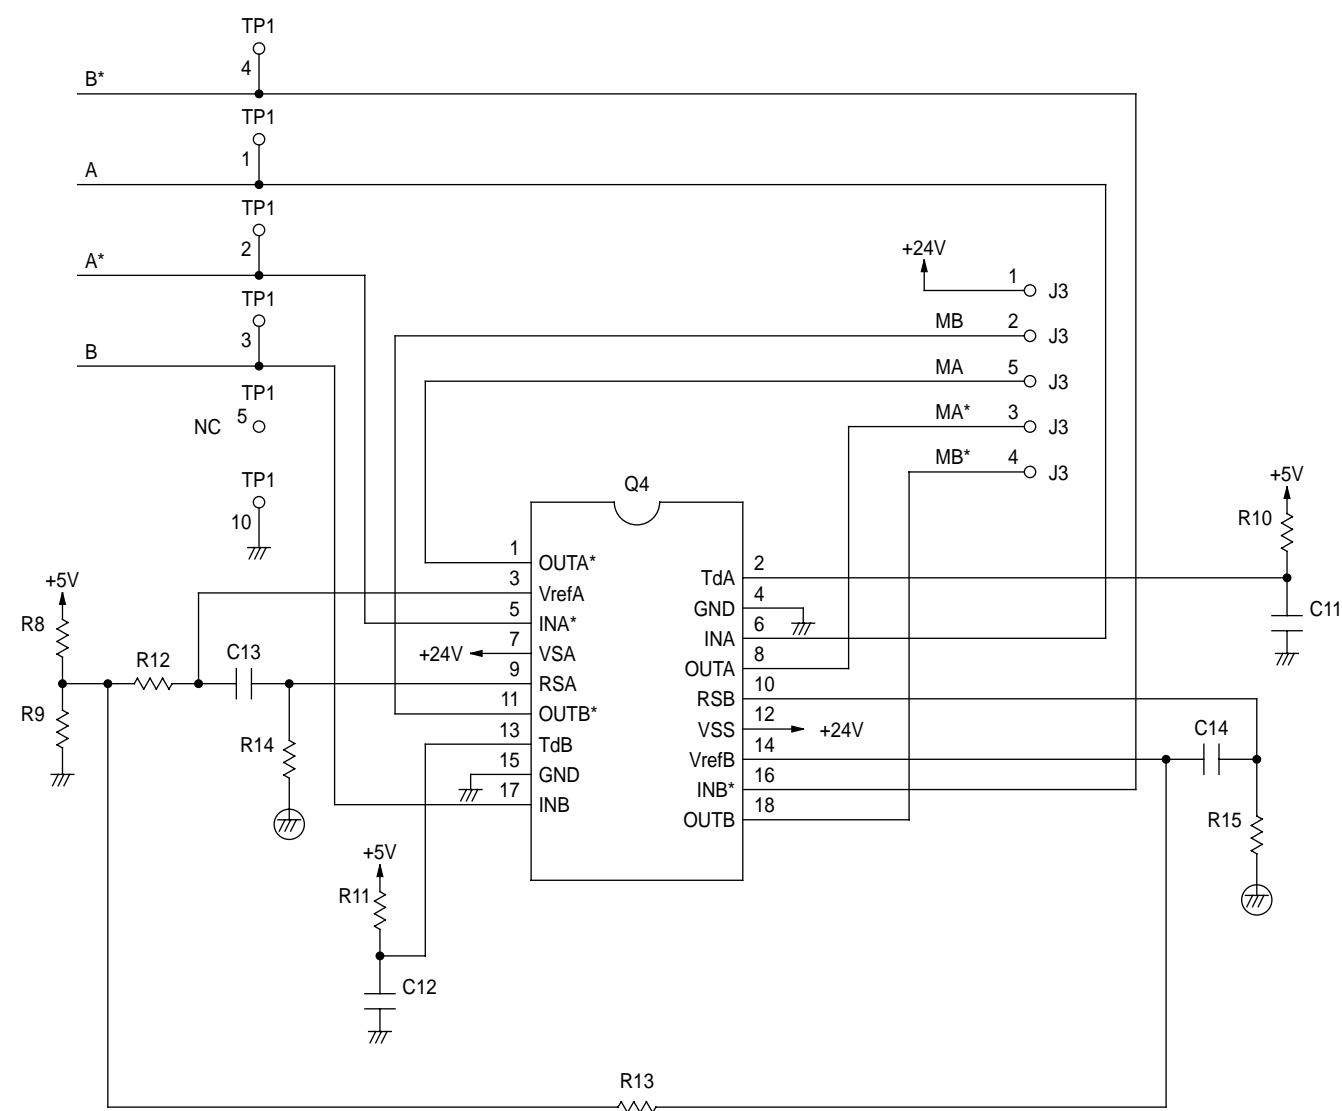 TP1
4
B*
TP1
1
A
TP1
2
A*
TP1
3
B
TP1
5
NC
TP1
10
+24V
1
J3
MB
2
J3
MA
5
J3
MA*
3
J3
MB*
4
J3
Q4
1
OUTA*
3
VrefA
5
INA*
7
VSA
+24V
9
RSA
11
OUTB*
13
TdB
15
GND
17
INB
2
TdA
4
GND
6
INA
8
OUTA
10
RSB
12
VSS
+24V
14
VrefB
16
INB*
18
OUTB
+5V
R10
C11
+5V
R8
R12
C13
R9
R14
C14
R15
+5V
R11
C12
R13